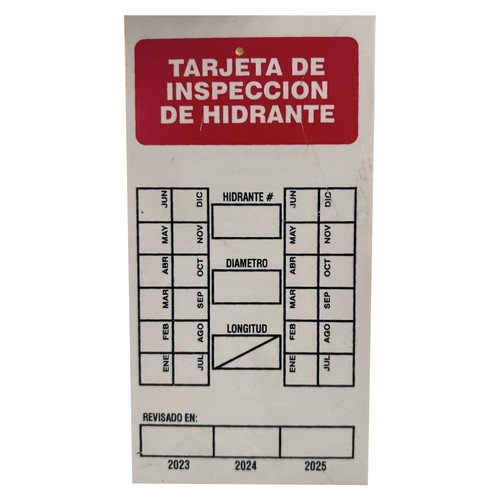 TARJETA DE
INSPECCIÓN
DE HIDRANTE
JUN DIC HIDRANTE # JUN DIC
MAY NOV MAY NOV
ABR OCT DIAMETRO ABR OCT
MAR SEP MAR SEP
FEB AGO LONGITUD FEB AGO
ENE JUL ENE JUL
REVISADO EN:
2023 2024 2025